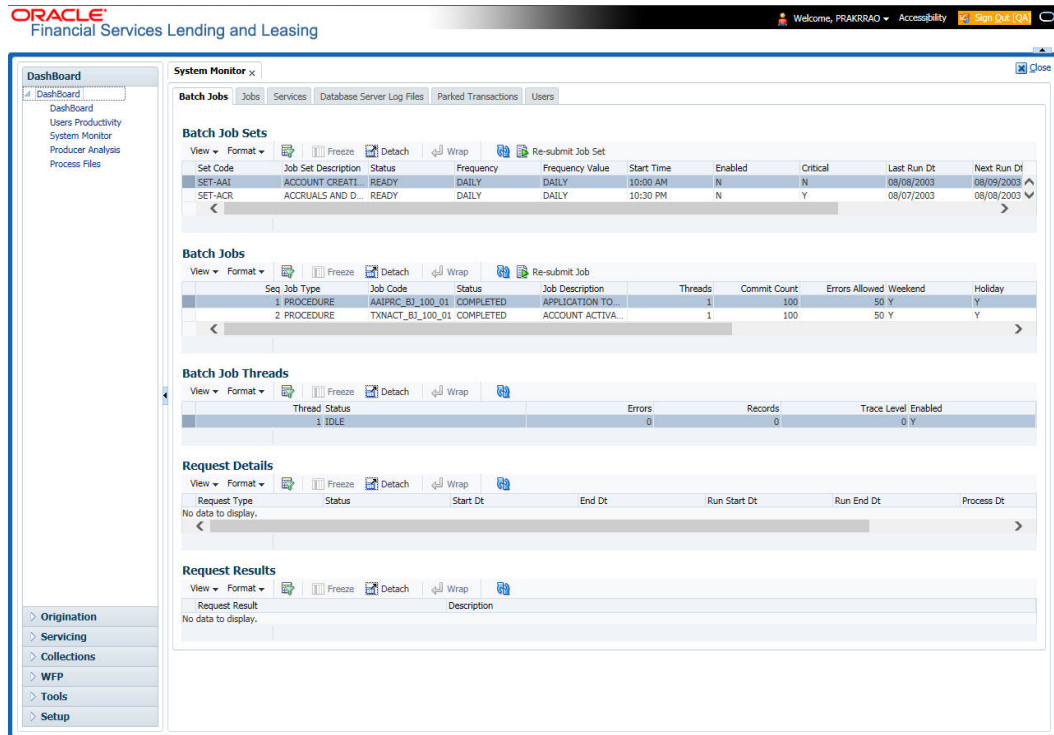 ORACLE
Financial Services Lending and Leasing
Welcome, PRAKRRAO Accessibility Sign Out [QA]
DashBoard
DashBoard
DashBoard
Users Productivity
System Monitor
Producer Analysis
Process Files
Origination
Servicing
Collections
WFP
Tools
Setup
System Monitor x
Close
Batch Jobs Jobs Services Database Server Log Files Parked Transactions Users
Batch Job Sets
View Format Freeze Detach Wrap Re-submit Job Set
Set Code Job Set Description Status Frequency Frequency Value Start Time Enabled Critical Last Run Dt Next Run Dt
SET-AAI ACCOUNT CREATI... READY DAILY DAILY 10:00 AM N N 08/08/2003 08/09/2003
SET-ACR ACCRUALS AND D... READY DAILY DAILY 10:30 PM N Y 08/07/2003 08/08/2003
Batch Jobs
View Format Freeze Detach Wrap Re-submit Job
Seq Job Type Job Code Status Job Description Threads Commit Count Errors Allowed Weekend Holiday
1 PROCEDURE AAIPRC_BJ_100_01 COMPLETED APPLICATION TO... 1 100 50 Y Y
2 PROCEDURE TXNACT_BJ_100_01 COMPLETED ACCOUNT ACTIVA... 1 100 50 Y Y
Batch Job Threads
View Format Freeze Detach Wrap
Thread Status Errors Records Trace Level Enabled
1 IDLE 0 0 0 Y
Request Details
View Format Freeze Detach Wrap
Request Type Status Start Dt End Dt Run Start Dt Run End Dt Process Dt
No data to display.
Request Results
View Format Freeze Detach Wrap
Request Result Description
No data to display.